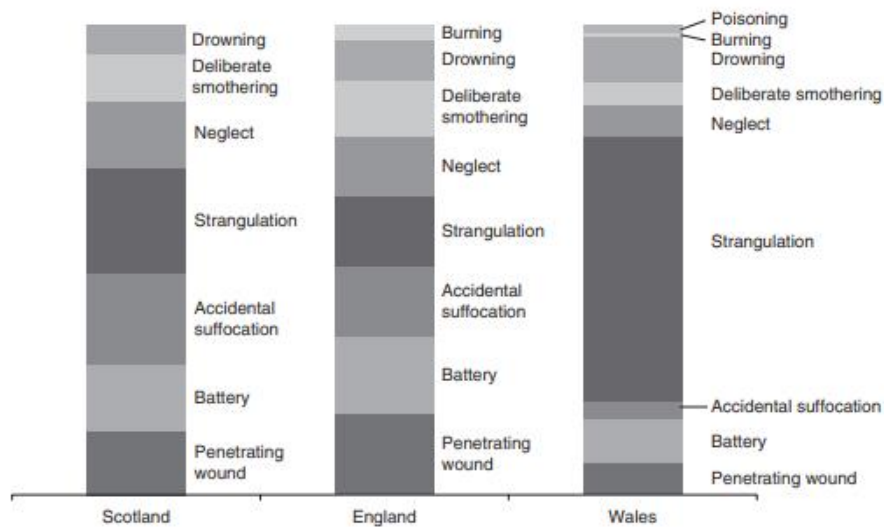 Drowning
Deliberate
smothering
Neglect
Strangulation
Accidental
suffocation
Battery
Penetrating
wound
Scotland
Burning
Drowning
Deliberate
smothering
Neglect
Strangulation
Accidental
suffocation
Battery
Penetrating
wound
England
Poisoning
Burning
Drowning
Deliberate smothering
Neglect
Strangulation
Accidental suffocation
Battery
Penetrating wound
Wales